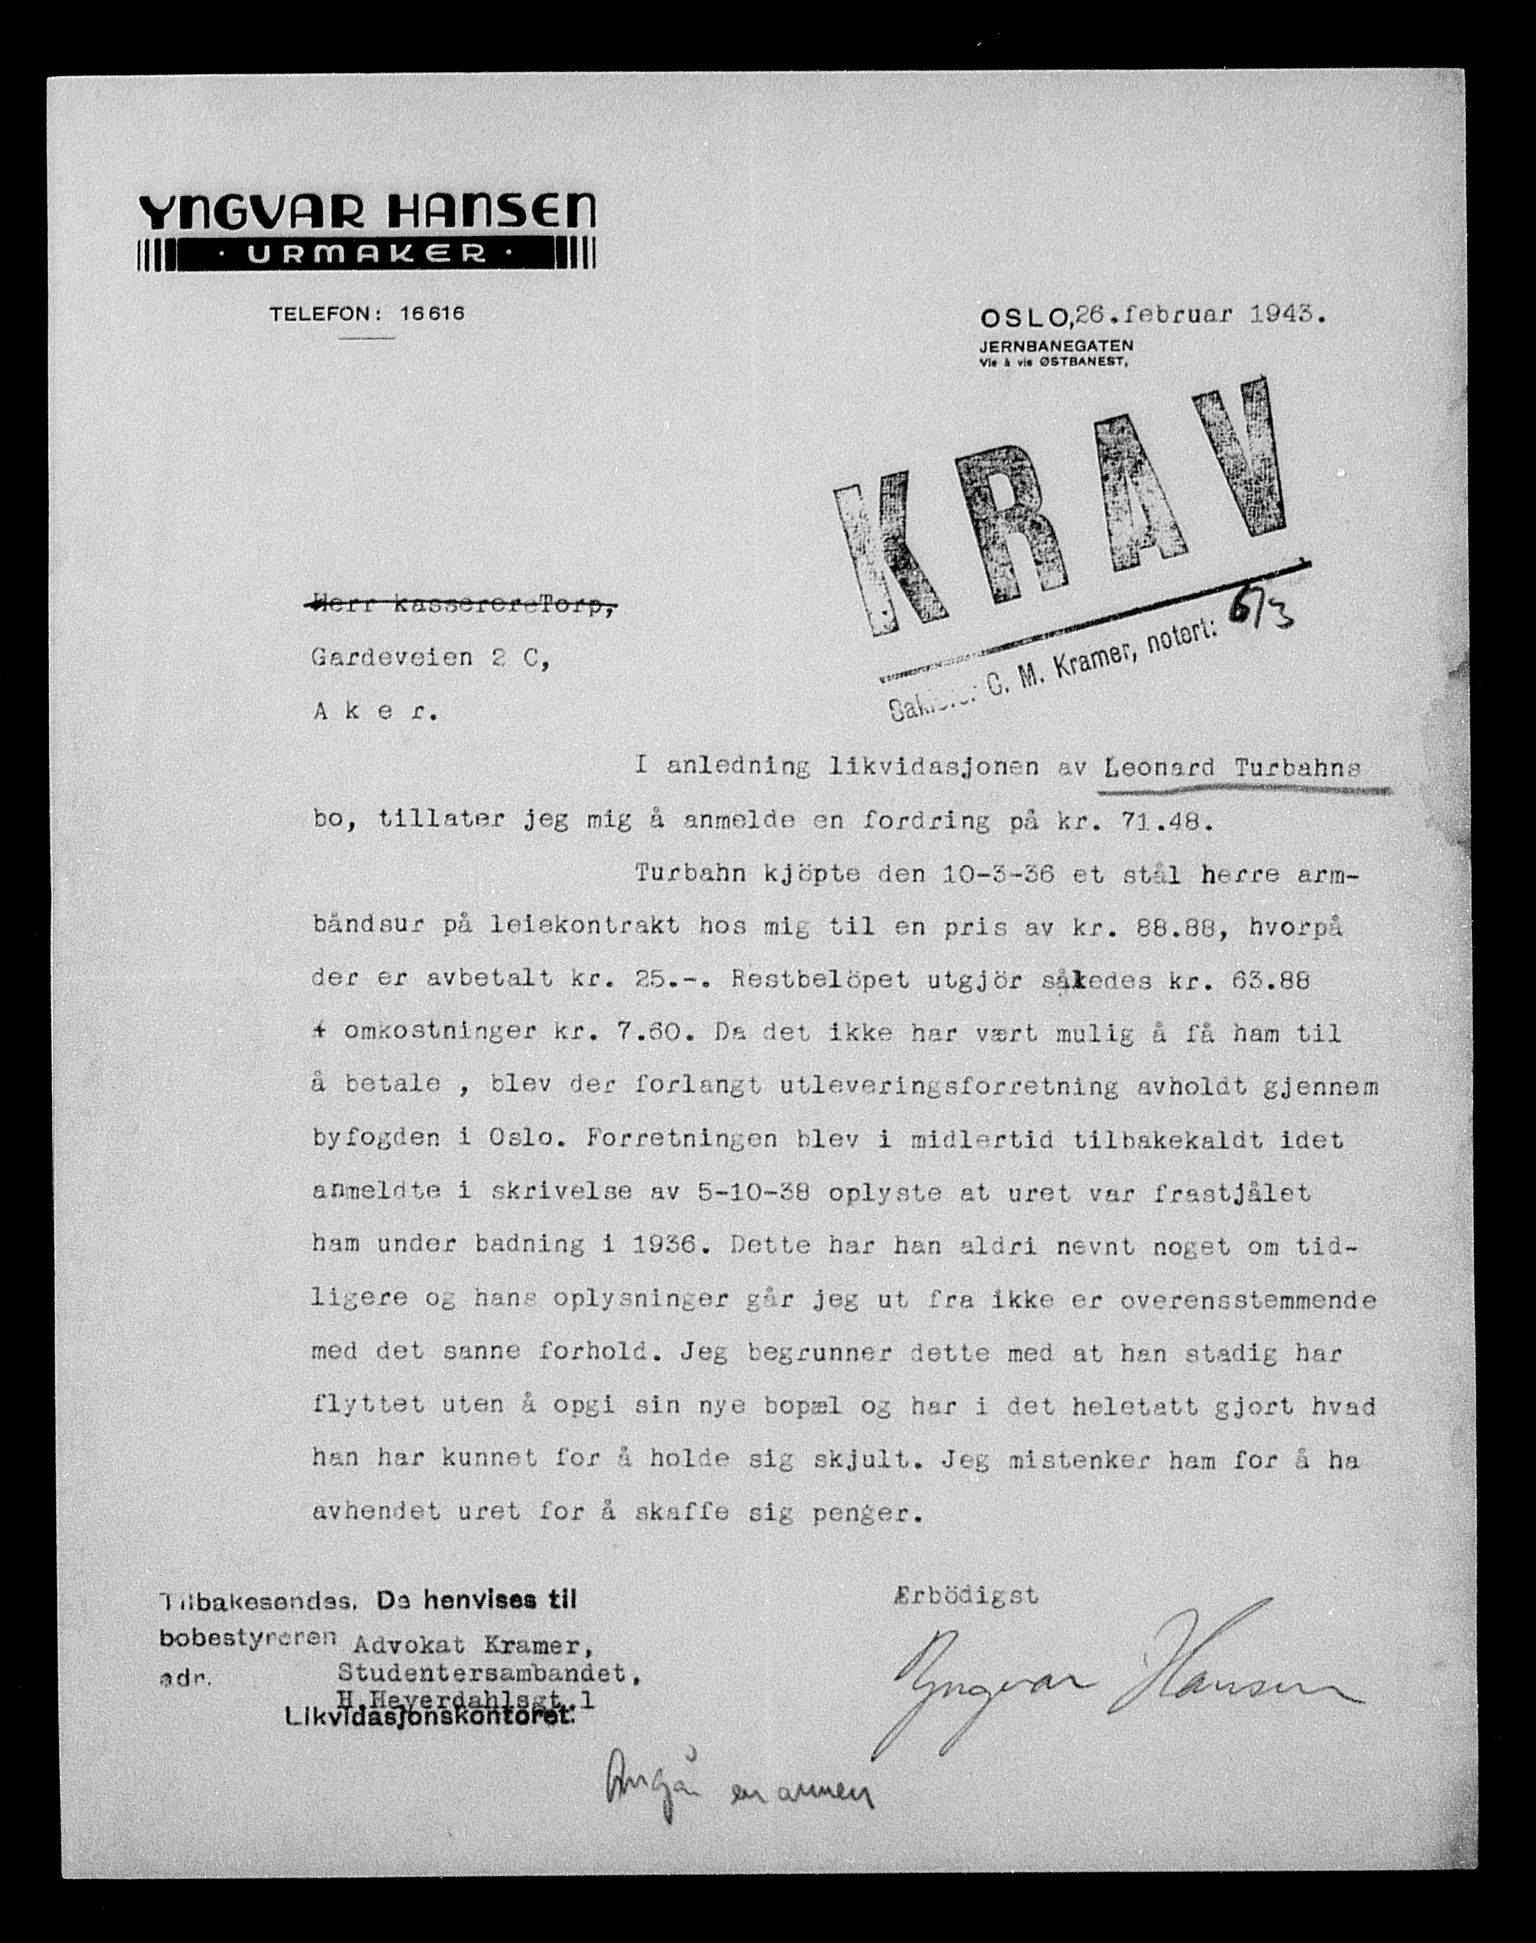 YNGVAR HANSEN
· URMAKER ·
TELEFON: 16616
OSLO, 26.februar 1943.
JERNBANEGATEN
Vis à vis ØSTBANEST,
KRAV
C. M. Kramer, notert: 6/3
Herr kasserereTorp,
Gardeveien 2 C,
A k e r.
I anledning likvidasjonen av Leonard Turbahns
bo, tillater jeg mig å anmelde en fordring på kr. 71.48.
Turbahn kjöpte den 10-3-36 et stål herre arm-
båndsur på leiekontrakt hos mig til en pris av kr. 88.88, hvorpå
der er avbetalt kr. 25.-. Restbelöpet utgjör således kr. 63.88
+ omkostninger kr. 7.60. Da det ikke har vært mulig å få ham til
å betale , blev der forlangt utleveringsforretning avholdt gjennem
byfogden i Oslo. Forretningen blev i midlertid tilbakekaldt idet
anmeldte i skrivelse av 5-10-38 oplyste at uret var frastjålet
ham under badning i 1936. Dette har han aldri nevnt noget om tid-
ligere og hans oplysninger går jeg ut fra ikke er overensstemmende
med det sanne forhold. Jeg begrunner dette med at han stadig har
flyttet uten å opgi sin nye bopæl og har i det heletatt gjort hvad
han har kunnet for å holde sig skjult. Jeg mistenker ham for å ha
avhendet uret for å skaffe sig penger.
Ærbödigst
Yngvar Hansen
Tilbakesendes. De henvises til
bobestyreren Advokat Kramer,
adr. Studentersambandet,
H.Heyerdahlsgt.1
Likvidasjonskontoret.
Angår en annen